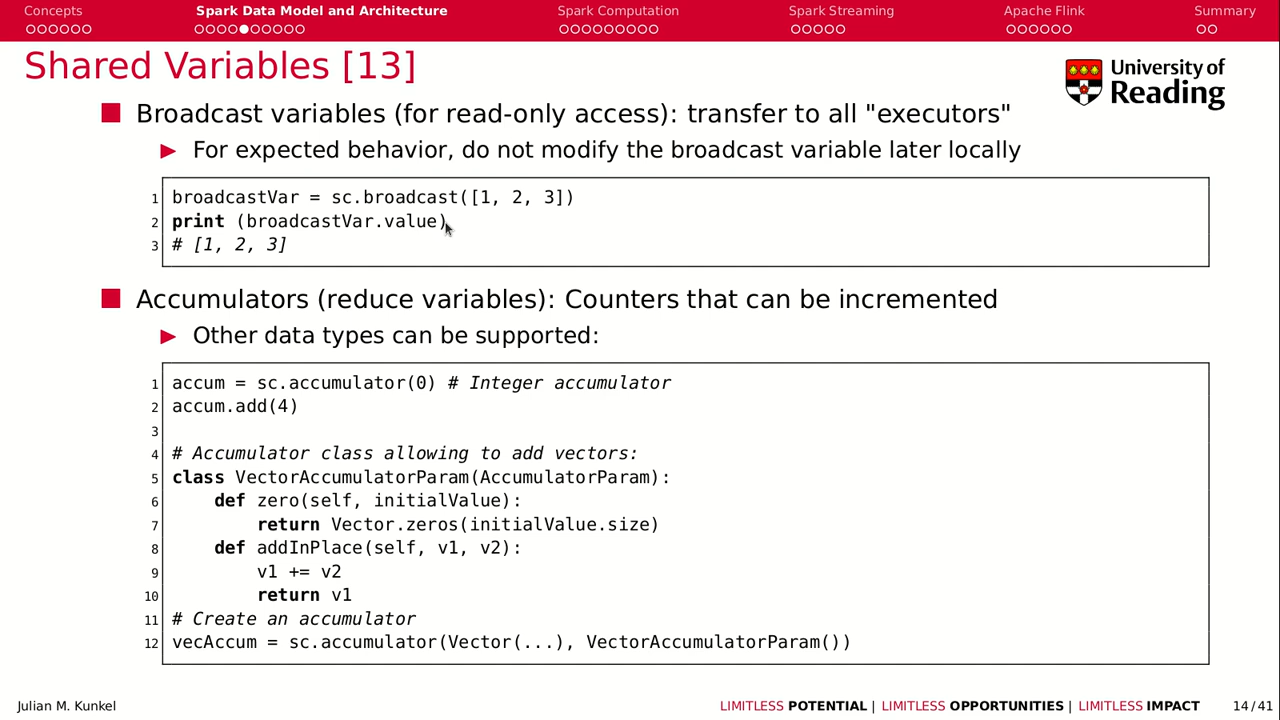 Concepts Spark Data Model and Architecture Spark Computation Spark Streaming Apache Flink Summary
Shared Variables [13]
University of
Reading
Broadcast variables (for read-only access): transfer to all "executors"
For expected behavior, do not modify the broadcast variable later locally
1 broadcastVar = sc.broadcast([1, 2, 3])
2 print (broadcastVar.value)
3 # [1, 2, 3]
Accumulators (reduce variables): Counters that can be incremented
Other data types can be supported:
1 accum = sc.accumulator(0) # Integer accumulator
2 accum.add(4)
3
4 # Accumulator class allowing to add vectors:
5 class VectorAccumulatorParam(AccumulatorParam):
6     def zero(self, initialValue):
7         return Vector.zeros(initialValue.size)
8     def addInPlace(self, v1, v2):
9         v1 += v2
10         return v1
11 # Create an accumulator
12 vecAccum = sc.accumulator(Vector(...), VectorAccumulatorParam())
Julian M. Kunkel LIMITLESS POTENTIAL | LIMITLESS OPPORTUNITIES | LIMITLESS IMPACT 14/41